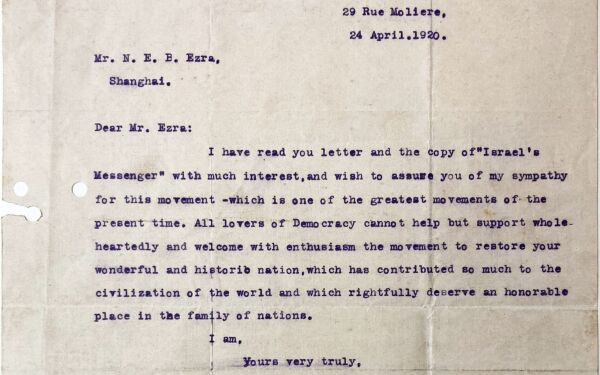 29 Rue Moliere,
24 April.1920.
Mr. N. E. B. Ezra,
Shanghai.
Dear Mr. Ezra:
I have read you letter and the copy of"Israel's
Messenger" with much interest,and wish to assure you of my sympathy
for this movement -which is one of the greatest movements of the
present time. All lovers of Democracy cannot help but support whole-
heartedly and welcome with enthusiasm the movement to restore your
wonderful and historib nation,which has contributed so much to the
civilization of the world and which rightfully deserve an honorable
place in the family of nations.
I am,
Yours very truly,